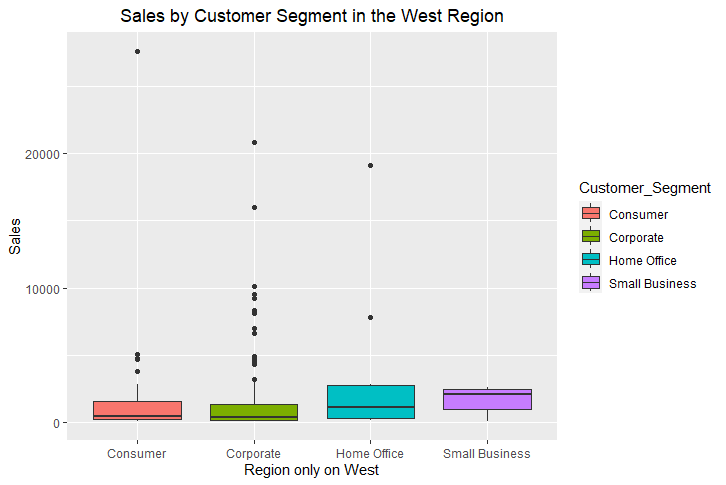 Sales by Customer Segment in the West Region
Sales
20000
10000
0
Consumer
Corporate
Home Office
Small Business
Region only on West
Customer_Segment
Consumer
Corporate
Home Office
Small Business